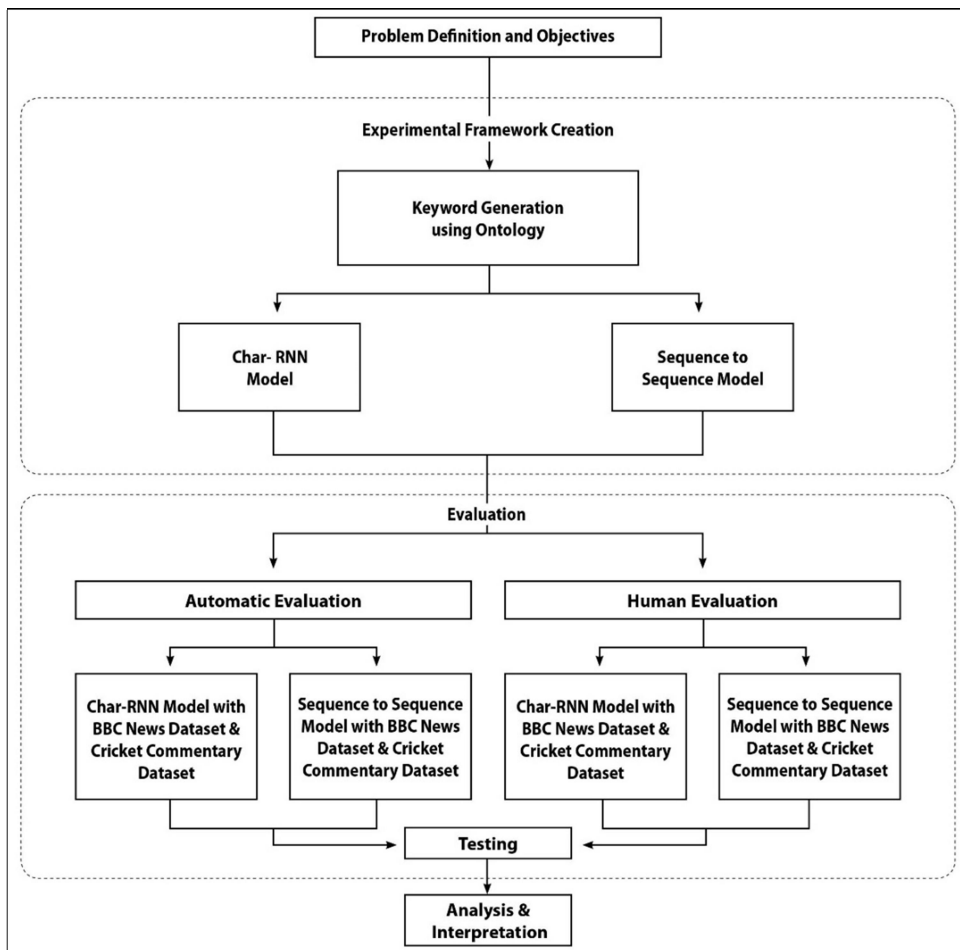 Problem Definition and Objectives
Experimental Framework Creation
Keyword Generation
using Ontology
Char- RNN
Model
Sequence to
Sequence Model
Evaluation
Automatic Evaluation
Human Evaluation
Char-RNN Model with
BBC News Dataset &
Cricket Commentary
Dataset
Sequence to Sequence
Model with BBC News
Dataset & Cricket
Commentary Dataset
Char-RNN Model with
BBC News Dataset &
Cricket Commentary
Dataset
Sequence to Sequence
Model with BBC News
Dataset & Cricket
Commentary Dataset
Testing
Analysis &
Interpretation